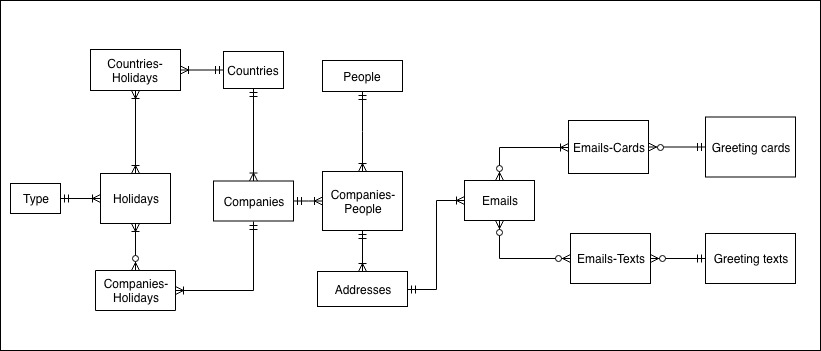 Countries-
Holidays
Countries
People
Emails-Cards
Greeting cards
Type
Holidays
Companies
Companies-
People
Emails
Emails-Texts
Greeting texts
Companies-
Holidays
Addresses